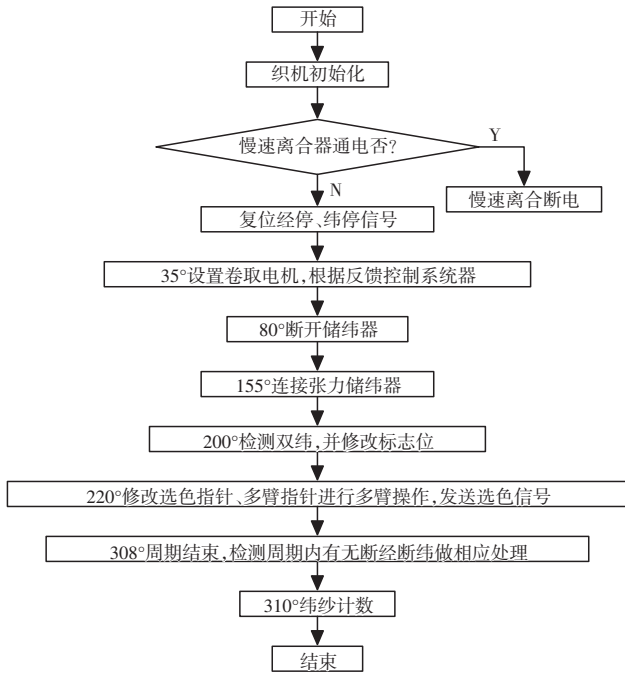 开始
织机初始化
慢速离合器通电否?
Y
N
慢速离合断电
复位经停、纬停信号
35°设置卷取电机,根据反馈控制系统器
80°断开储纬器
155°连接张力储纬器
200°检测双纬,并修改标志位
220°修改选色指针、多臂指针进行多臂操作,发送选色信号
308°周期结束,检测周期内有无断经断纬做相应处理
310°纬纱计数
结束